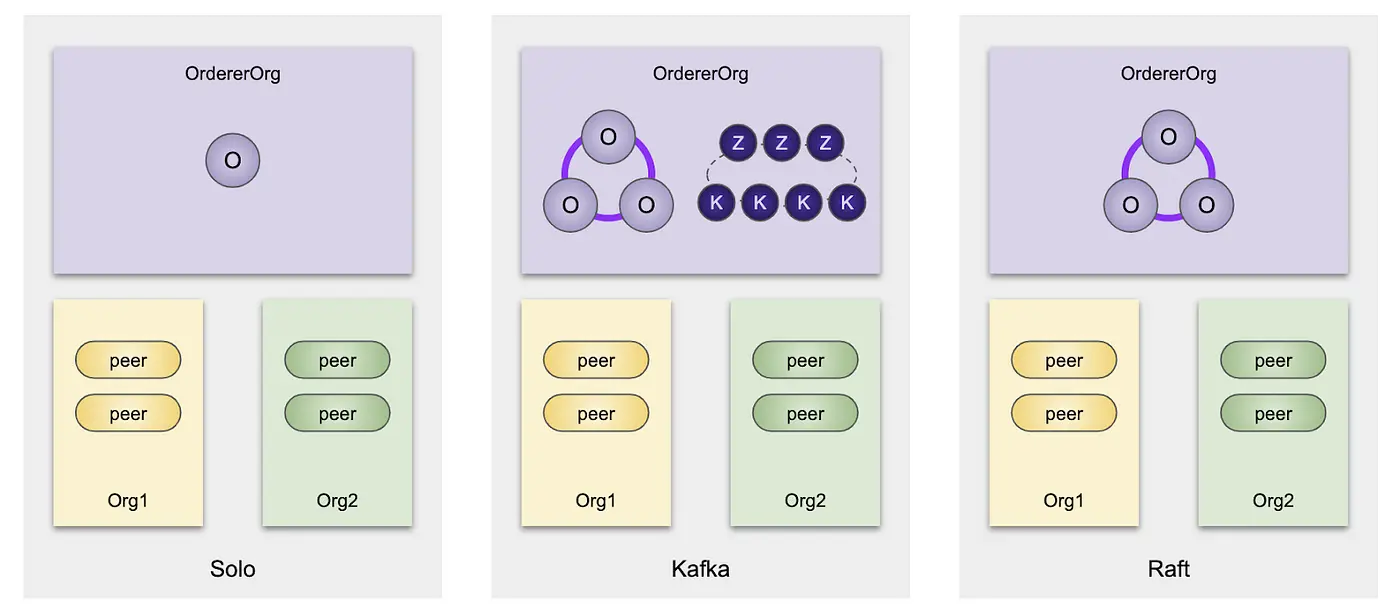 OrdererOrg
O
peer
peer
Org1
peer
peer
Org2
Solo
OrdererOrg
O
O O
Z Z Z
K K K K
peer
peer
Org1
peer
peer
Org2
Kafka
OrdererOrg
O
O O
peer
peer
Org1
peer
peer
Org2
Raft